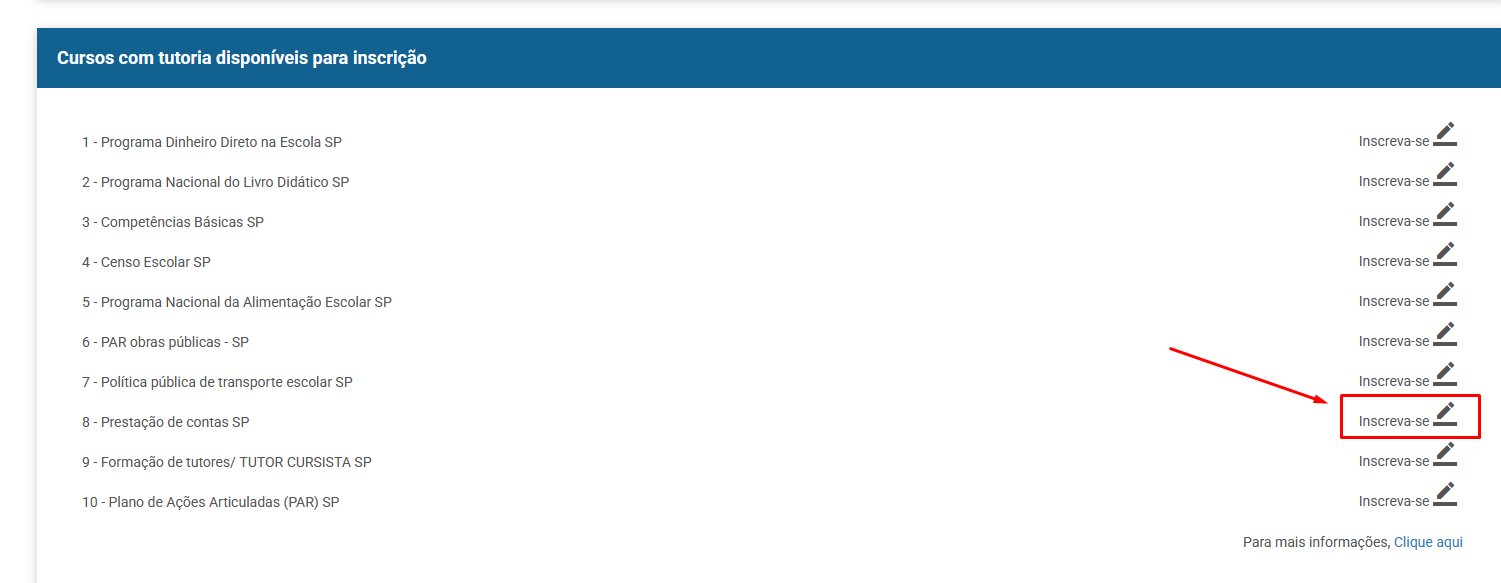 Cursos com tutoria disponíveis para inscrição
1 - Programa Dinheiro Direto na Escola SP Inscreva-se
2 - Programa Nacional do Livro Didático SP Inscreva-se
3 - Competências Básicas SP Inscreva-se
4 - Censo Escolar SP Inscreva-se
5 - Programa Nacional da Alimentação Escolar SP Inscreva-se
6 - PAR obras públicas - SP Inscreva-se
7 - Política pública de transporte escolar SP Inscreva-se
8 - Prestação de contas SP Inscreva-se
9 - Formação de tutores/ TUTOR CURSISTA SP Inscreva-se
10 - Plano de Ações Articuladas (PAR) SP Inscreva-se
Para mais informações, Clique aqui